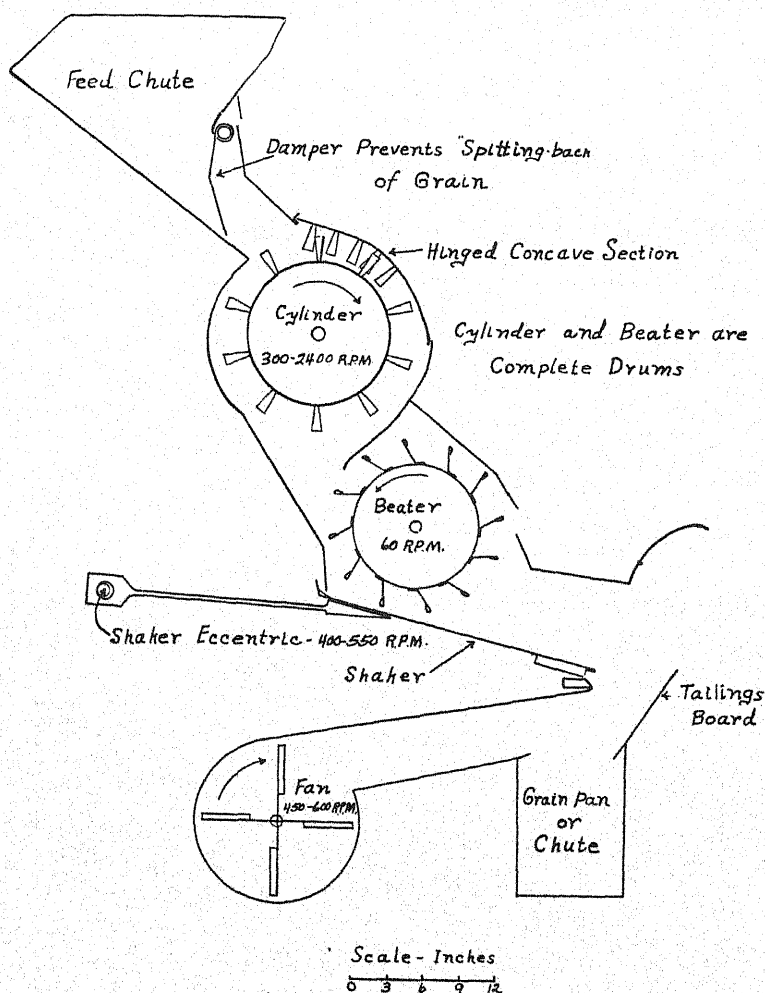 Feed Chute
Damper Prevents "Spitting-back
of Grain
Hinged Concave Section
Cylinder
300-2400 R.P.M.
Cylinder and Beater are
Complete Drums
Beater
60 R.P.M.
Shaker Eccentric - 400-550 R.P.M.
Shaker
Tailings
Board
Fan
450-600 R.P.M.
Grain Pan
or
Chute
Scale - Inches
0 3 6 9 12